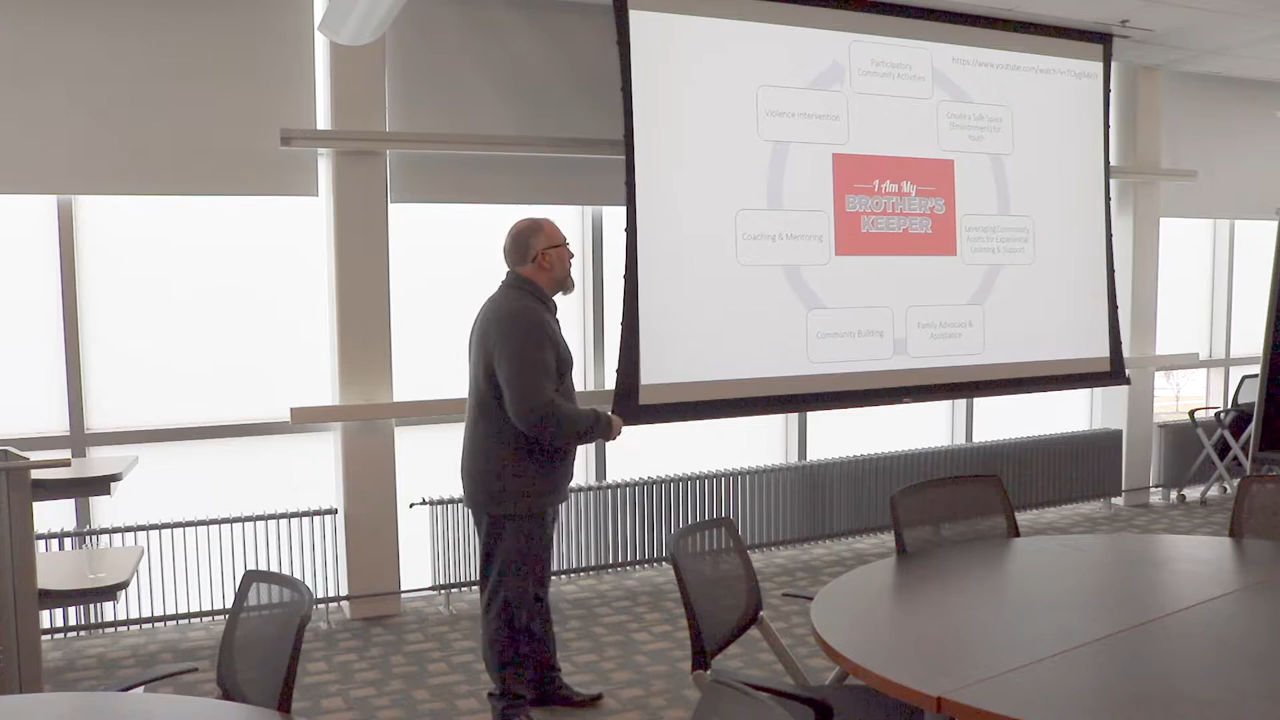 Participatory
Community Activities
https://www.youtube.com/watch?v=
Violence Intervention
Create a Safe Space
(Environment) for
Youth
I Am My
BROTHER'S
KEEPER
Coaching & Mentoring
Leveraging Community
Assets for Experiential
Learning & Support
Community Building
Family Advocacy &
Assistance